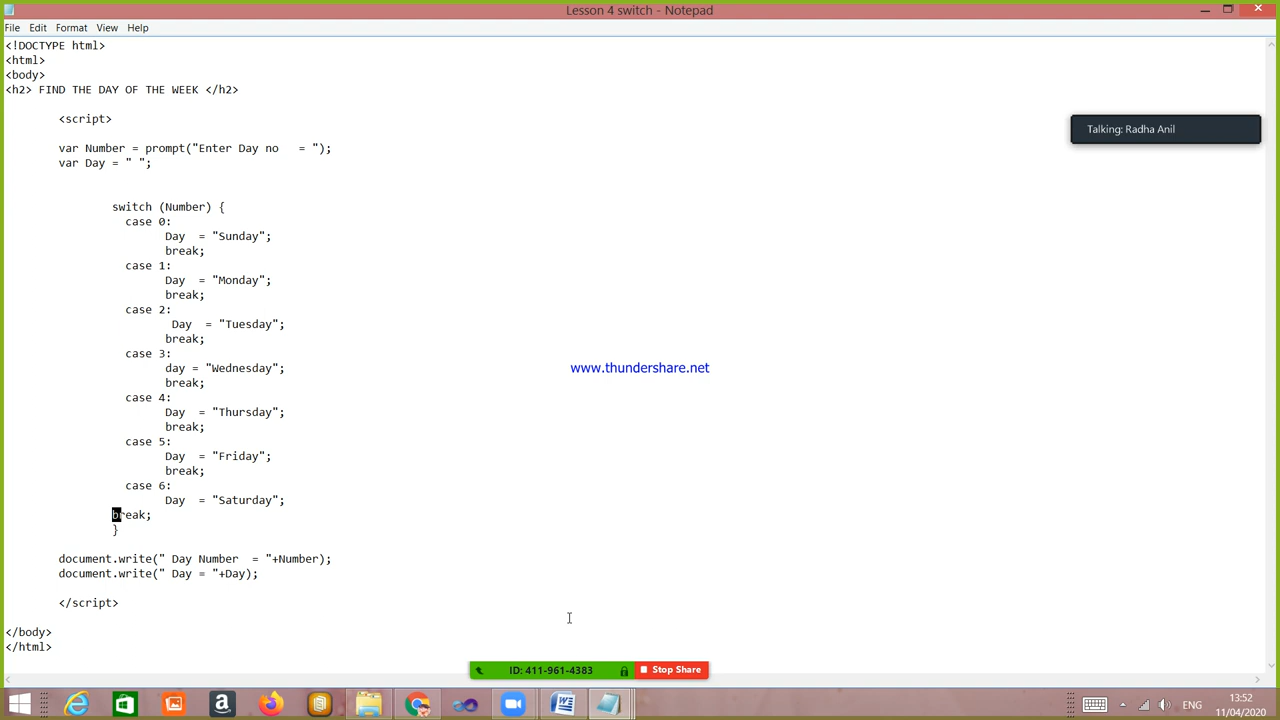 Lesson 4 switch - Notepad
File Edit Format View Help
<!DOCTYPE html>
<html>
<body>
<h2> FIND THE DAY OF THE WEEK </h2>
<script>
Talking: Radha Anil
var Number = prompt("Enter Day no   = ");
var Day = " ";
switch (Number) {
case 0:
Day  = "Sunday";
break;
case 1:
Day  = "Monday";
break;
case 2:
Day  = "Tuesday";
break;
case 3:
day = "Wednesday";
www.thundershare.net
break;
case 4:
Day  = "Thursday";
break;
case 5:
Day  = "Friday";
break;
case 6:
Day  = "Saturday";
break;
}
document.write(" Day Number  = "+Number);
document.write(" Day = "+Day);
</script>
</body>
</html>
ID: 411-961-4383 Stop Share
ENG
13:52
11/04/2020